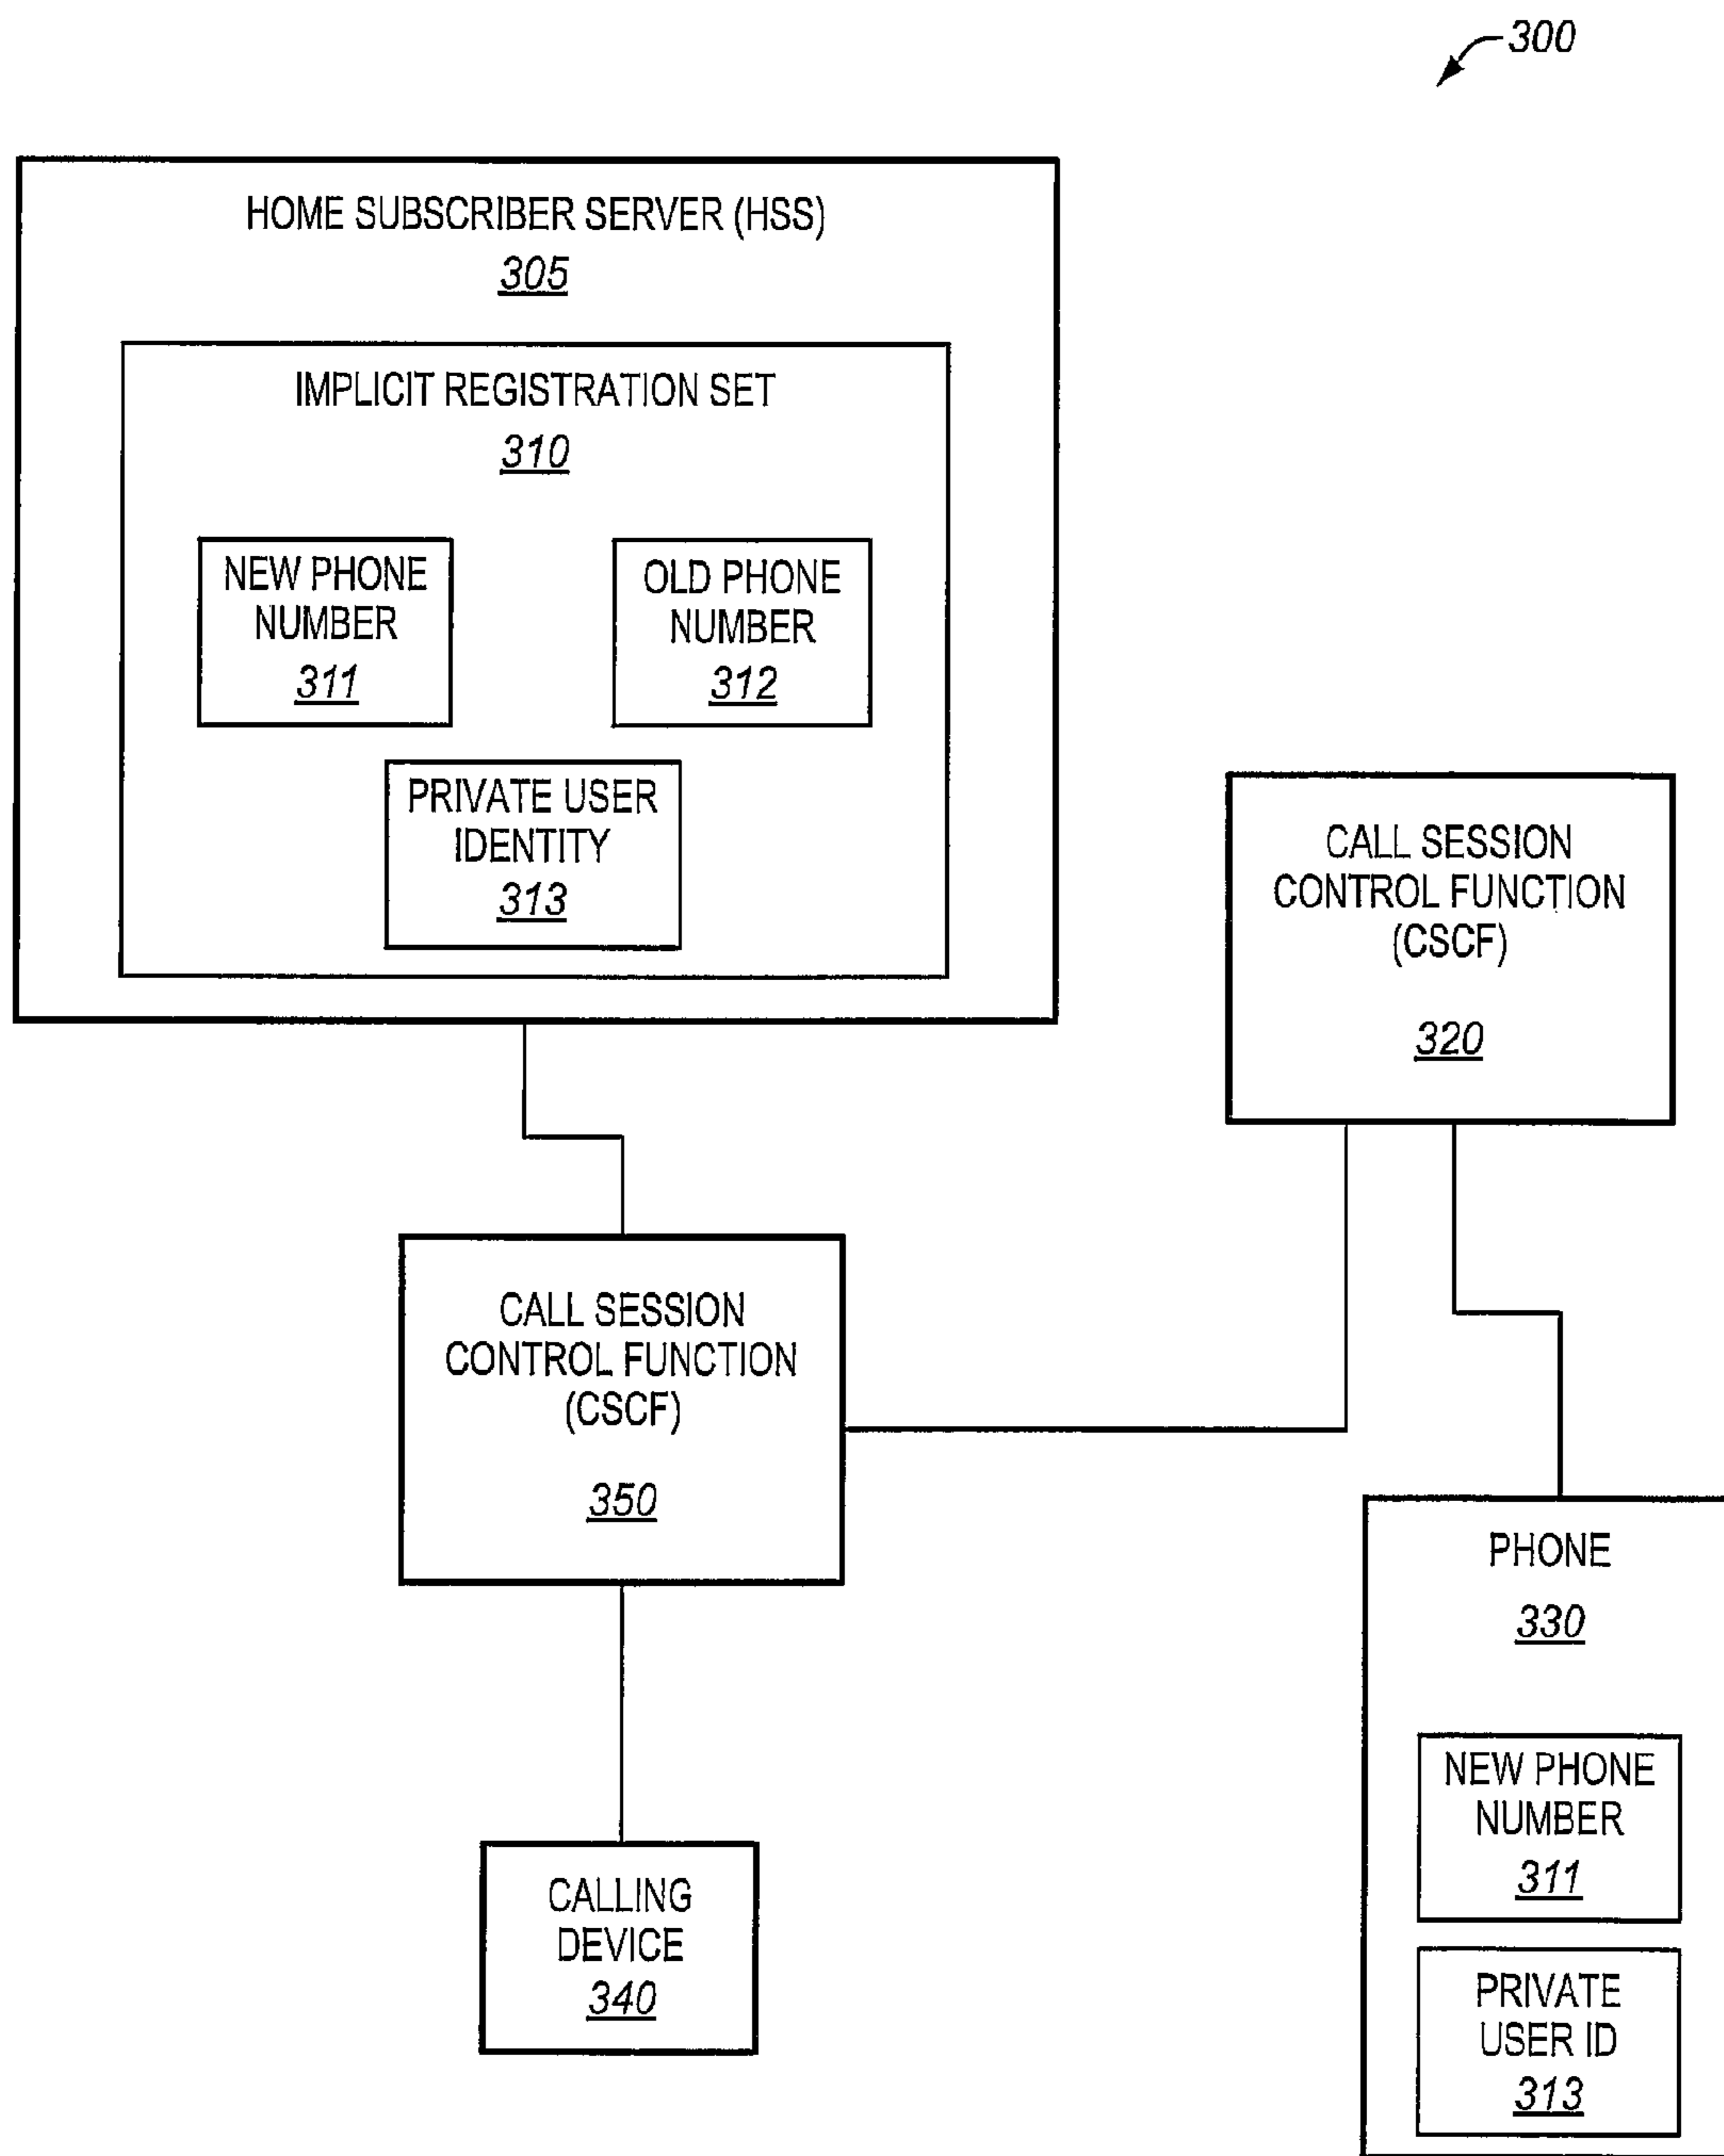 300
HOME SUBSCRIBER SERVER (HSS)
305
IMPLICIT REGISTRATION SET
310
NEW PHONE
NUMBER
311
OLD PHONE
NUMBER
312
PRIVATE USER
IDENTITY
313
CALL SESSION
CONTROL FUNCTION
(CSCF)
320
CALL SESSION
CONTROL FUNCTION
(CSCF)
350
PHONE
330
NEW PHONE
NUMBER
311
CALLING
DEVICE
340
PRIVATE
USER ID
313